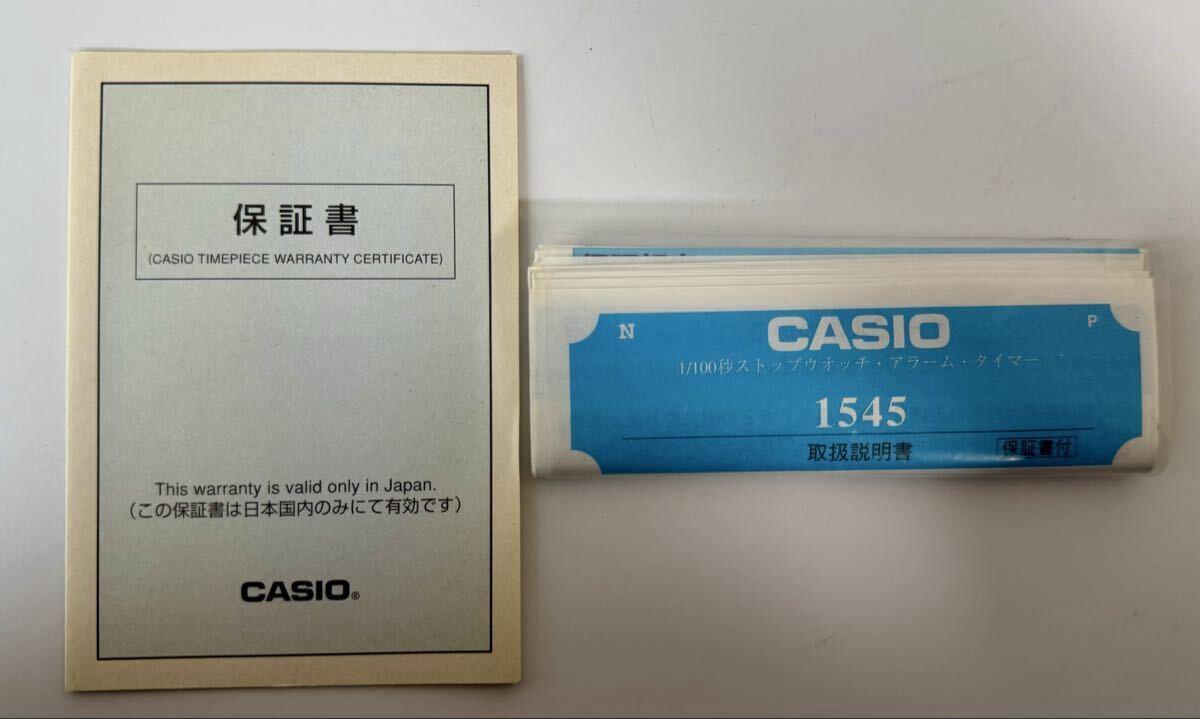 保証書
(CASIO TIMEPIECE WARRANTY CERTIFICATE)
This warranty is valid only in Japan.
(この保証書は日本国内のみにて有効です)
CASIO®
N
CASIO
P
1/100秒ストップウオッチ・アラーム・タイマー
1545
取扱説明書
保証書付